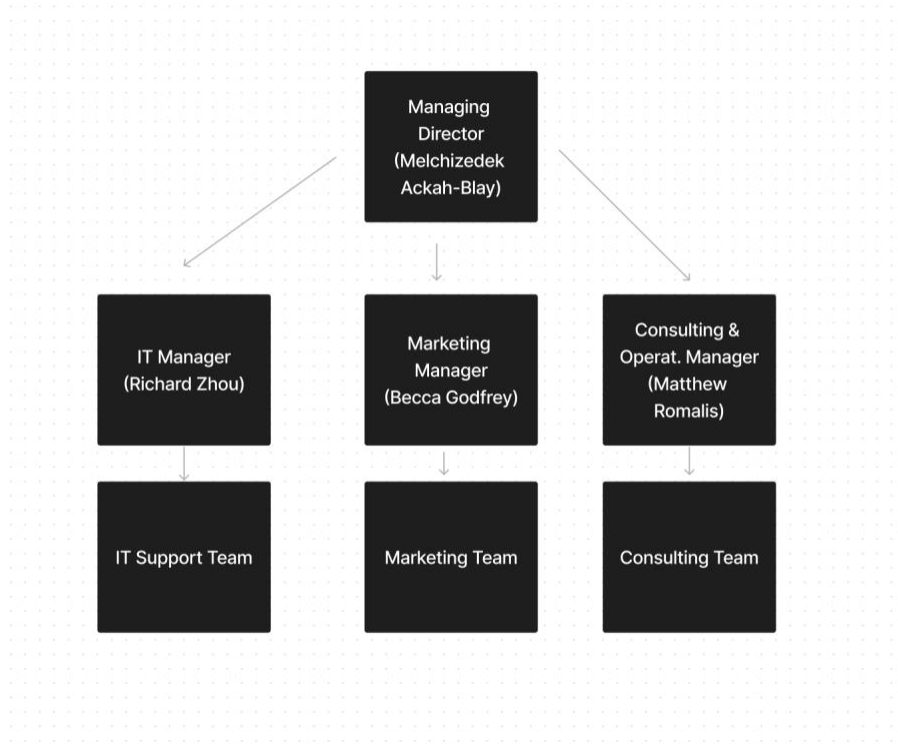 Managing
Director
(Melchizedek
Ackah-Blay)
IT Manager
(Richard Zhou)
Marketing
Manager
(Becca Godfrey)
Consulting &
Operat. Manager
(Matthew
Romalis)
IT Support Team
Marketing Team
Consulting Team